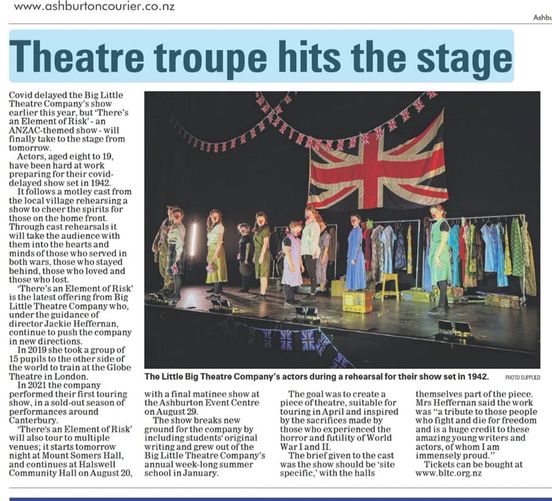 www.ashburtoncourier.co.nz
Ashbu
Theatre troupe hits the stage
Covid delayed the Big Little
Theatre Company's show
earlier this year, but 'There's
an Element of Risk' - an
ANZAC-themed show - will
finally take to the stage from
tomorrow.
Actors, aged eight to 19,
have been hard at work
preparing for their covid-
delayed show set in 1942.
It follows a motley cast from
the local village rehearsing a
show to cheer the spirits for
those on the home front.
Through cast rehearsals it
will take the audience with
them into the hearts and
minds of those who served in
both wars, those who stayed
behind, those who loved and
those who lost.
'There's an Element of Risk'
is the latest offering from Big
Little Theatre Company who,
under the guidance of
director Jackie Heffernan,
continue to push the company
in new directions.
In 2019 she took a group of
15 pupils to the other side of
the world to train at the Globe
Theatre in London.
In 2021 the company
performed their first touring
show, in a sold-out season of
performances around
Canterbury.
'There's an Element of Risk'
will also tour to multiple
venues; it starts tomorrow
night at Mount Somers Hall,
and continues at Halswell
Community Hall on August 20,
The Little Big Theatre Company's actors during a rehearsal for their show set in 1942. PHOTO SUPPLIED
with a final matinee show at
the Ashburton Event Centre
on August 29.
The show breaks new
ground for the company by
including students' original
writing and grew out of the
Big Little Theatre Company's
annual week-long summer
school in January.
The goal was to create a
piece of theatre, suitable for
touring in April and inspired
by the sacrifices made by
those who experienced the
horror and futility of World
War I and II.
The brief given to the cast
was the show should be 'site
specific,' with the halls
themselves part of the piece.
Mrs Heffernan said the work
was "a tribute to those people
who fight and die for freedom
and is a huge credit to these
amazing young writers and
actors, of whom I am
immensely proud."
Tickets can be bought at
www.bltc.org.nz